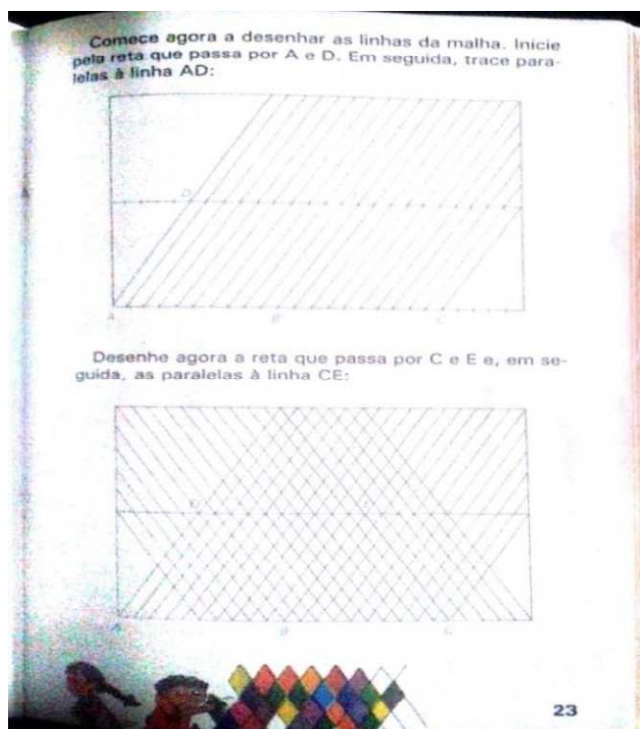 Comece agora a desenhar as linhas da malha. Inicie
pela reta que passa por A e D. Em seguida, trace para-
lelas à linha AD:
D
A B C
Desenhe agora a reta que passa por C e E e, em se-
guida, as paralelas à linha CE:
D
A B C
23